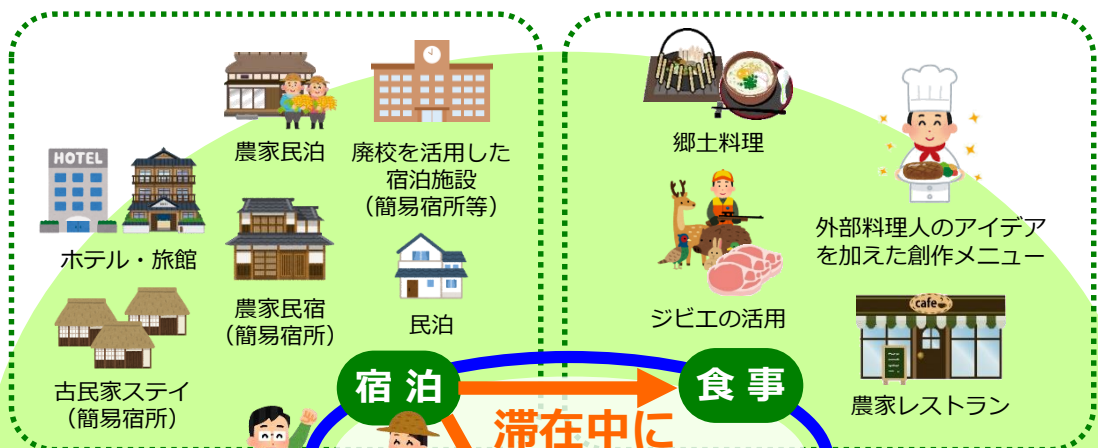 農家民泊
廃校を活用した
宿泊施設
（簡易宿所等）
HOTEL
ホテル・旅館
農家民宿
（簡易宿所）
民泊
古民家ステイ
（簡易宿所）
宿 泊
郷土料理
外部料理人のアイデア
を加えた創作メニュー
ジビエの活用
cafe
農家レストラン
食 事
滞在中に